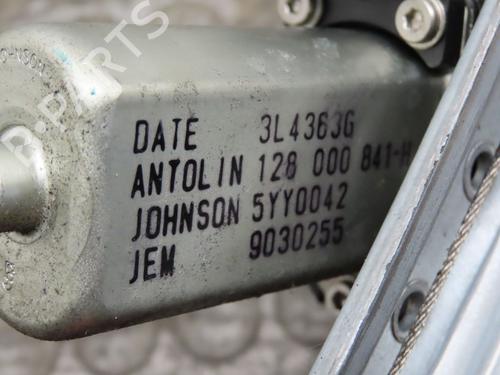 DATE 3L4363G
ANTOLIN 128 000 841-H
JOHNSON 5YY0042
JEM 9030255
B-PARTS